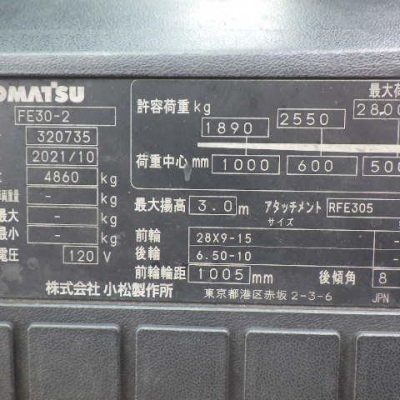 OMATSU
FE30-2
320735
2021/10
4860 kg
両重量 - kg
最大 - kg
最小 - kg
電圧 120 V
許容荷重 kg
最大荷
1890 2550 2800
荷重中心 mm 1000 600 500
最大揚高 3.0 m アタッチメント RFE305
サイズ
前輪 28X9-15 -
後輪 6.50-10 -
前輪輪距 1005 mm 後傾角 8
株式会社 小松製作所 東京都港区赤坂2-3-6 JPN